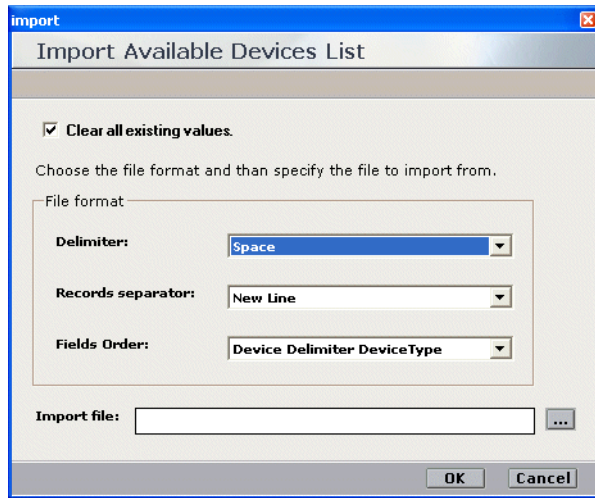 import
Import Available Devices List
Clear all existing values.
Choose the file format and than specify the file to import from.
File format
Delimiter:
Space
Records separator:
New Line
Fields Order:
Device Delimiter DeviceType
Import file:
...
OK
Cancel